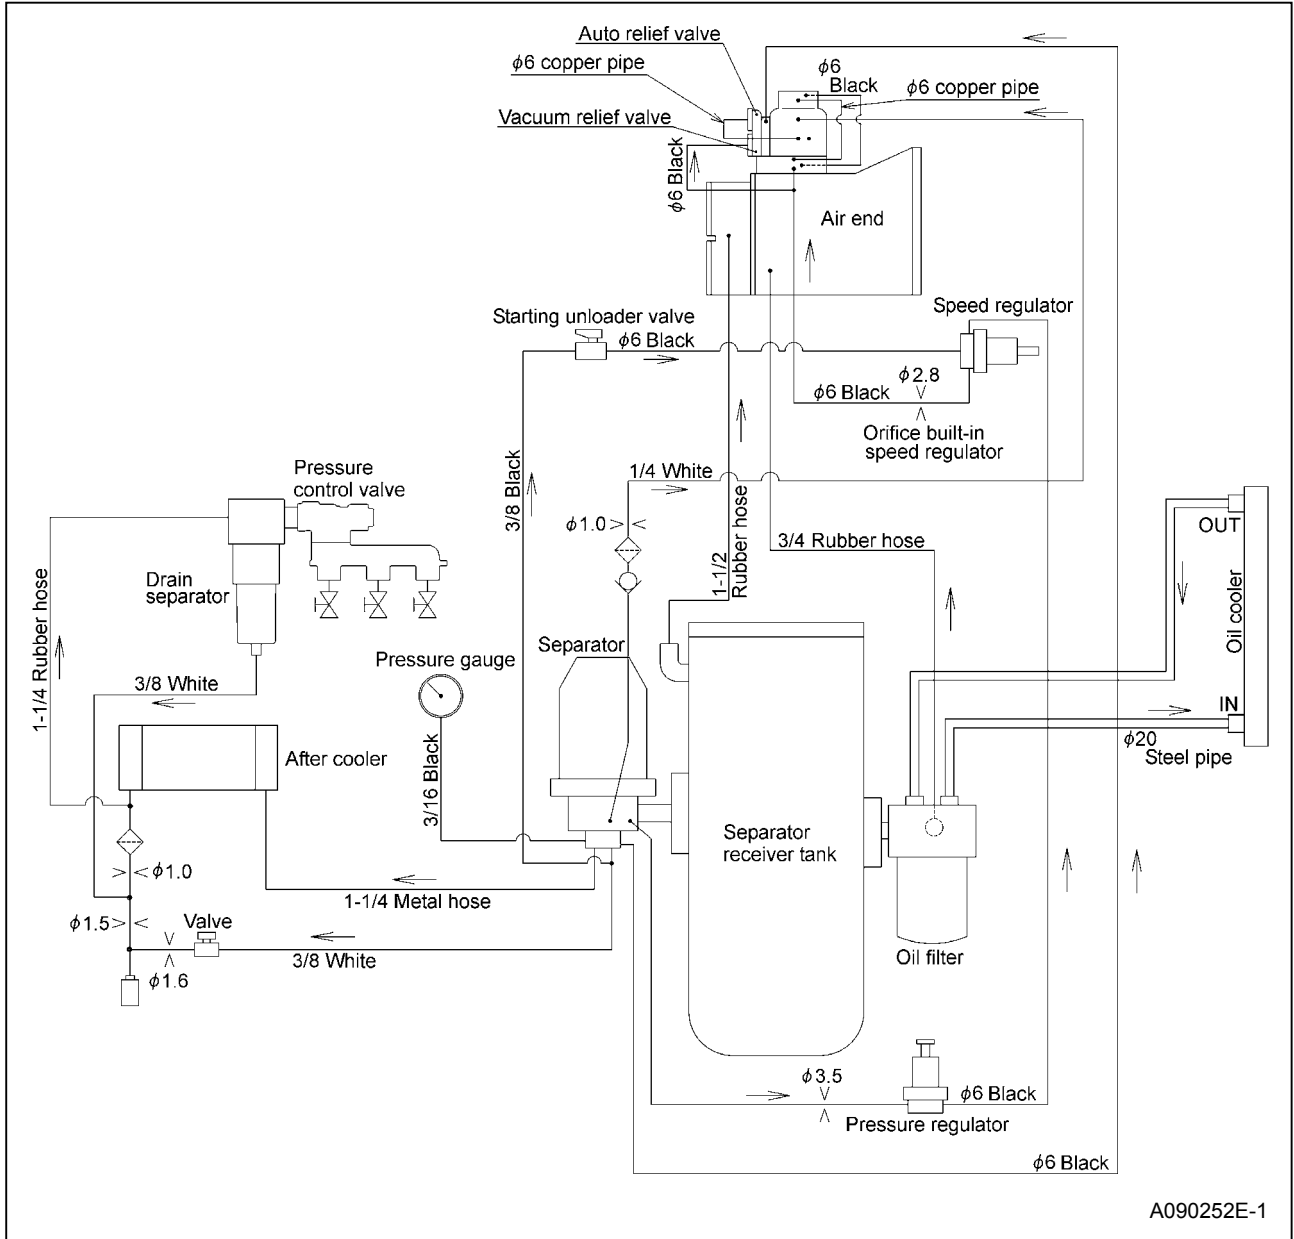 Auto relief valve
ϕ6 copper pipe
Vacuum relief valve
ϕ6
Black
ϕ6 copper pipe
ϕ6 Black
Air end
Speed regulator
Starting unloader valve
ϕ6 Black
ϕ2.8
ϕ6 Black
Orifice built-in
speed regulator
Pressure
control valve
3/8 Black
1/4 White
ϕ1.0
1-1/2
Rubber hose
3/4 Rubber hose
OUT
Oil cooler
IN
ϕ20
Steel pipe
Drain
separator
1-1/4 Rubber hose
3/8 White
Pressure gauge
Separator
After cooler
3/16 Black
Separator
receiver tank
ϕ1.0
1-1/4 Metal hose
ϕ1.5
Valve
3/8 White
ϕ1.6
Oil filter
ϕ3.5
ϕ6 Black
Pressure regulator
ϕ6 Black
A090252E-1